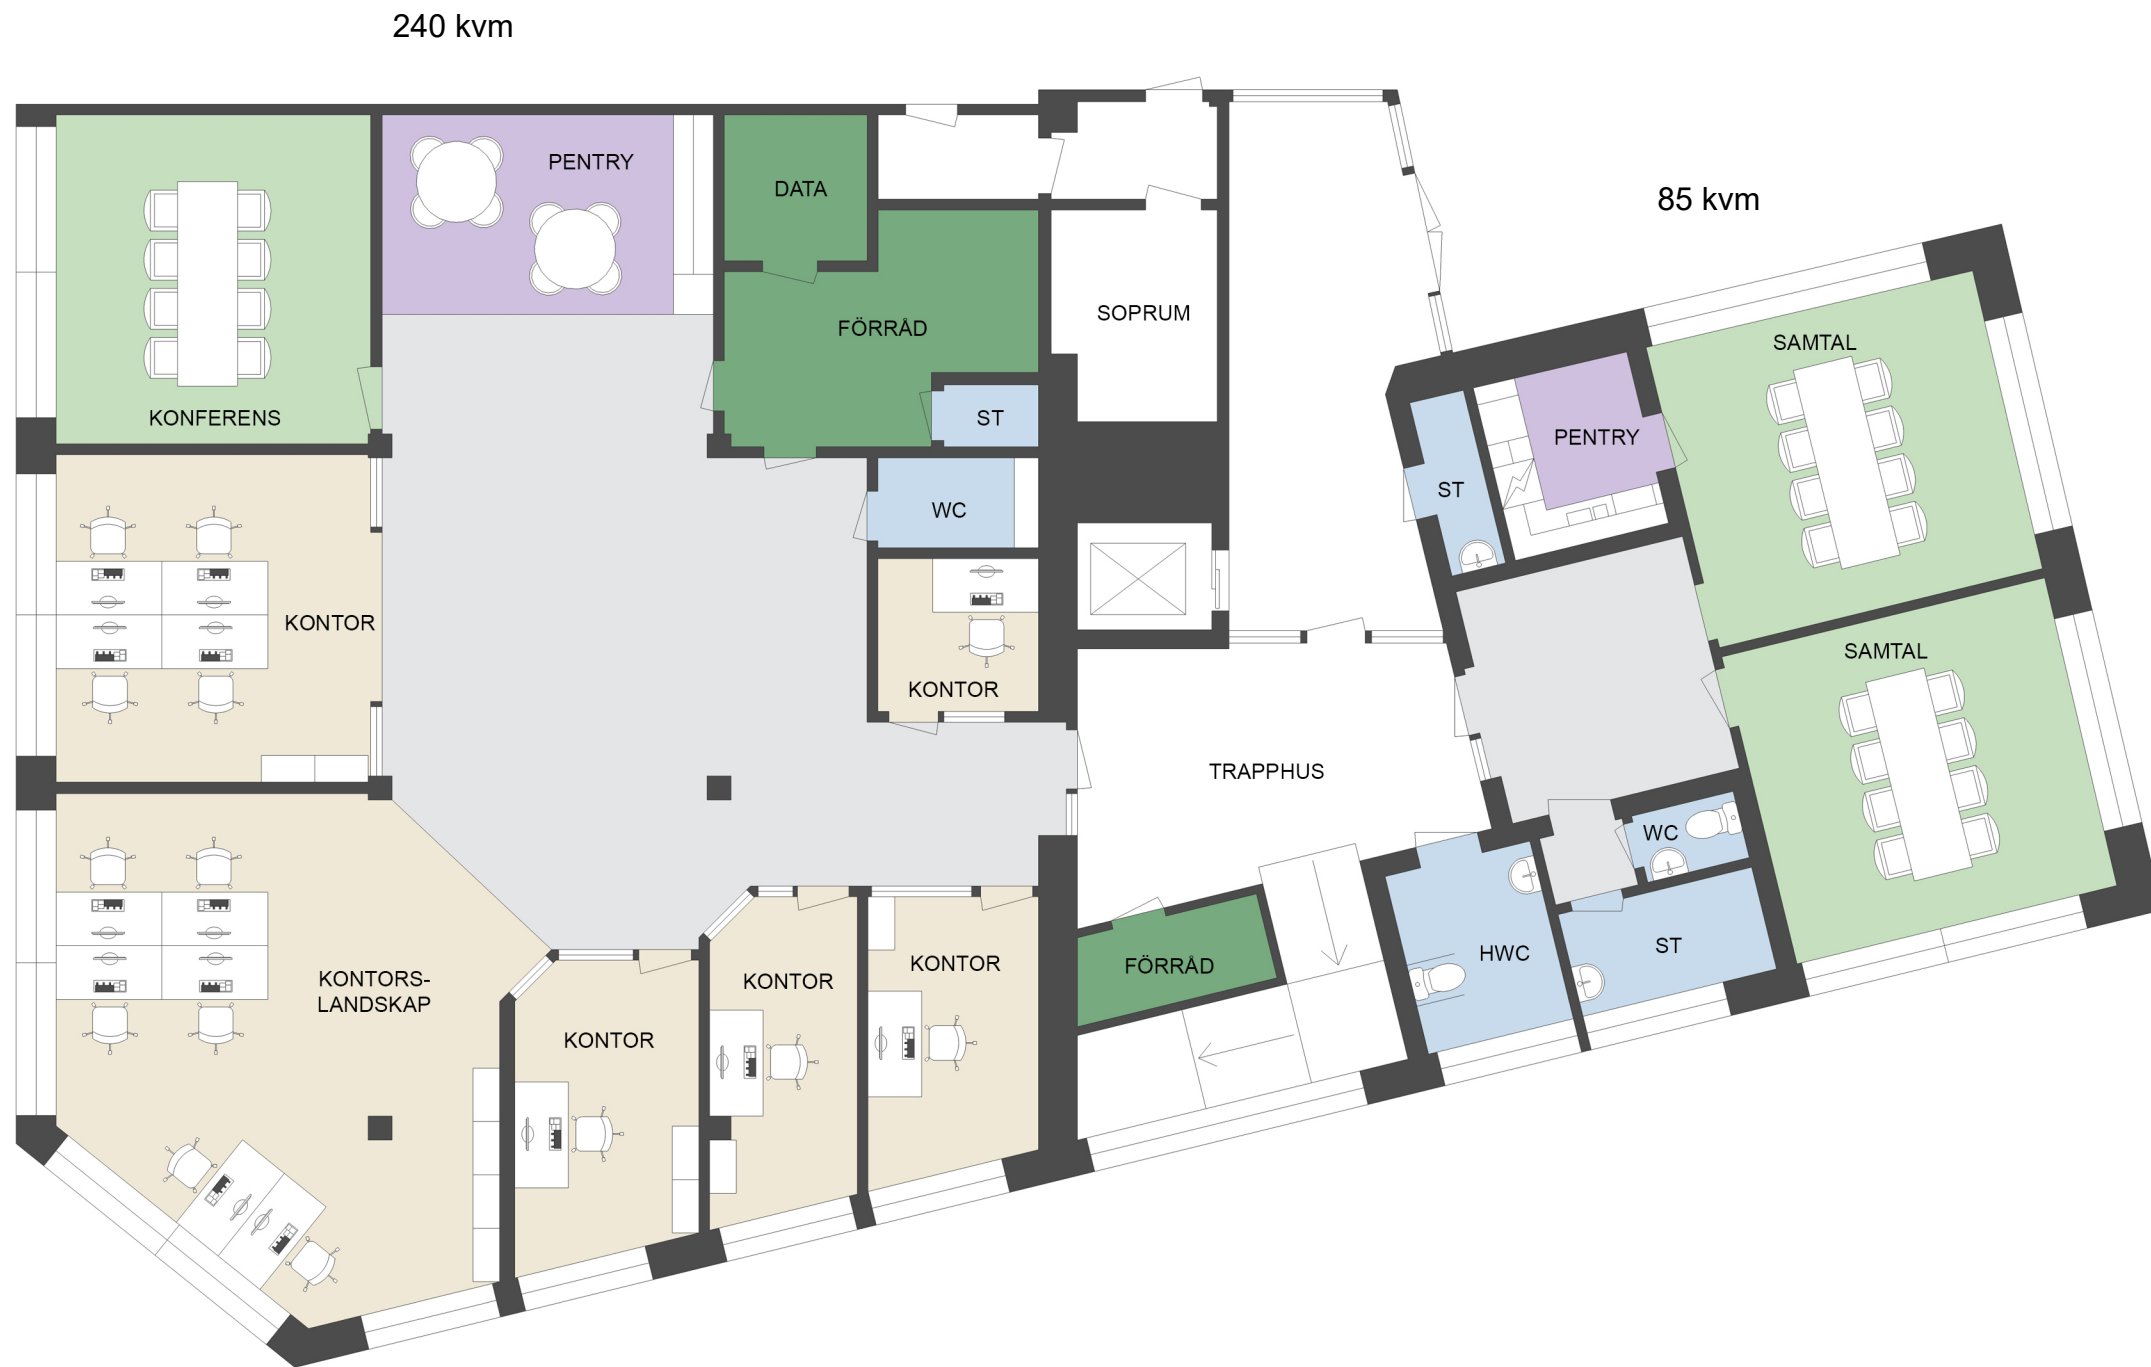 240 kvm
85 kvm
PENTRY
DATA
KONFERENS
FÖRRÅD
ST
SOPRUM
WC
KONTOR
KONTOR
KONTORS-
LANDSKAP
KONTOR
KONTOR
KONTOR
TRAPPHUS
FÖRRÅD
SAMTAL
PENTRY
ST
SAMTAL
WC
HWC
ST